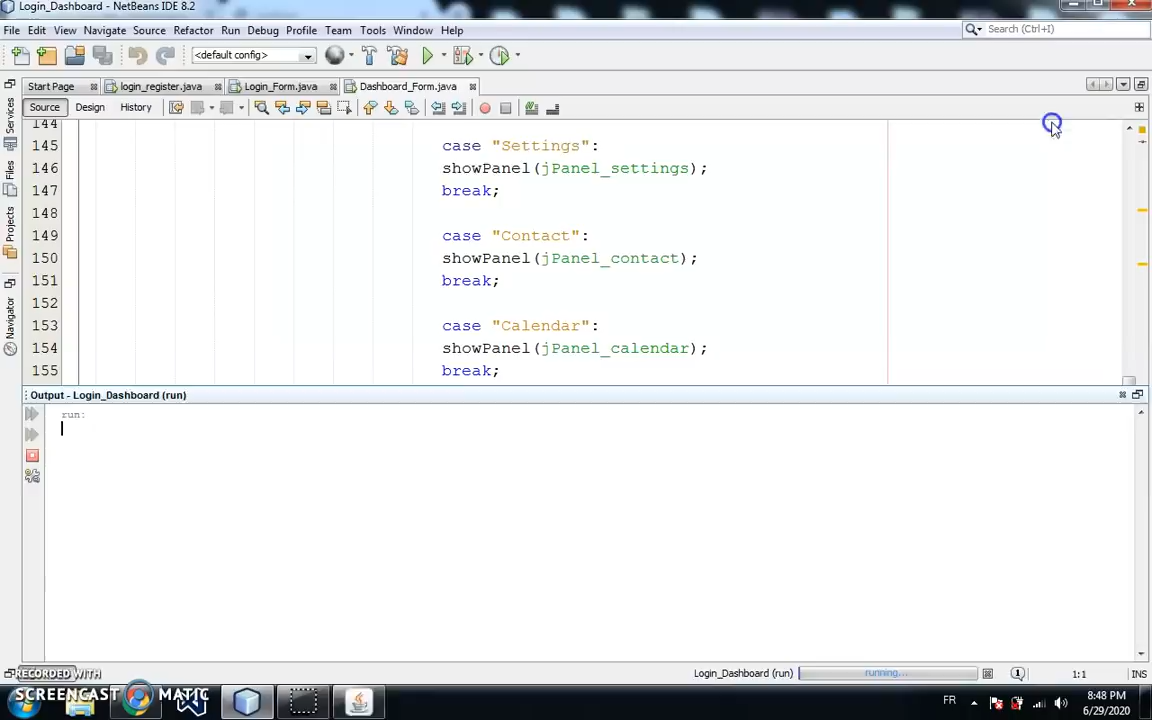 Login_Dashboard - NetBeans IDE 8.2
File Edit View Navigate Source Refactor Run Debug Profile Team Tools Window Help
Search (Ctrl+I)
<default config>
Start Page login_register.java Login_Form.java Dashboard_Form.java
Source Design History
Services
Files
Projects
Navigator
144
145 case "Settings":
146 showPanel(jPanel_settings);
147 break;
148
149 case "Contact":
150 showPanel(jPanel_contact);
151 break;
152
153 case "Calendar":
154 showPanel(jPanel_calendar);
155 break;
Output - Login_Dashboard (run)
run:
Login_Dashboard (run) running... 1:1 INS
RECORDED WITH
SCREENCAST MATIC
FR 8:48 PM
6/29/2020